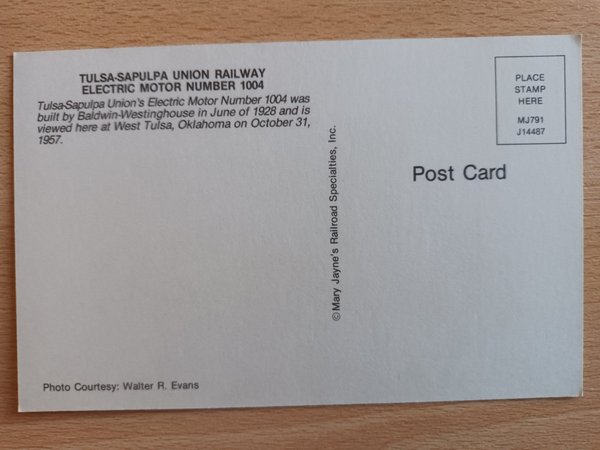 TULSA-SAPULPA UNION RAILWAY
ELECTRIC MOTOR NUMBER 1004
Tulsa-Sapulpa Union's Electric Motor Number 1004 was
built by Baldwin-Westinghouse in June of 1928 and is
viewed here at West Tulsa, Oklahoma on October 31,
1957.
Photo Courtesy: Walter R. Evans
©Mary Jayne's Railroad Specialties, Inc.
PLACE
STAMP
HERE
MJ791
J14487
Post Card